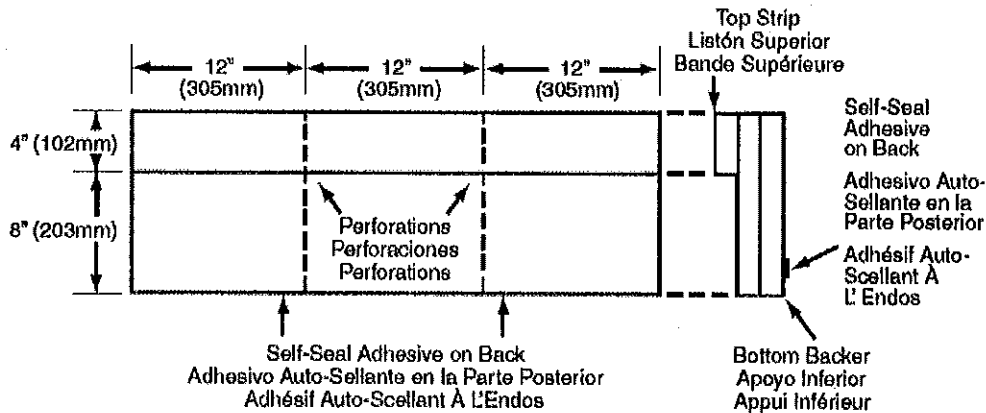 Top Strip
Listón Superior
Bande Supérieure
12" 12" 12"
(305mm) (305mm) (305mm)
4" (102mm)
8" (203mm)
Perforations
Perforaciones
Perforations
Self-Seal
Adhesive
on Back
Adhesivo Auto-
Sellante en la
Parte Posterior
Adhésif Auto-
Scellant À
L' Endos
Self-Seal Adhesive on Back
Adhesivo Auto-Sellante en la Parte Posterior
Adhésif Auto-Scellant À L'Endos
Bottom Backer
Apoyo Inferior
Appui Inférieur